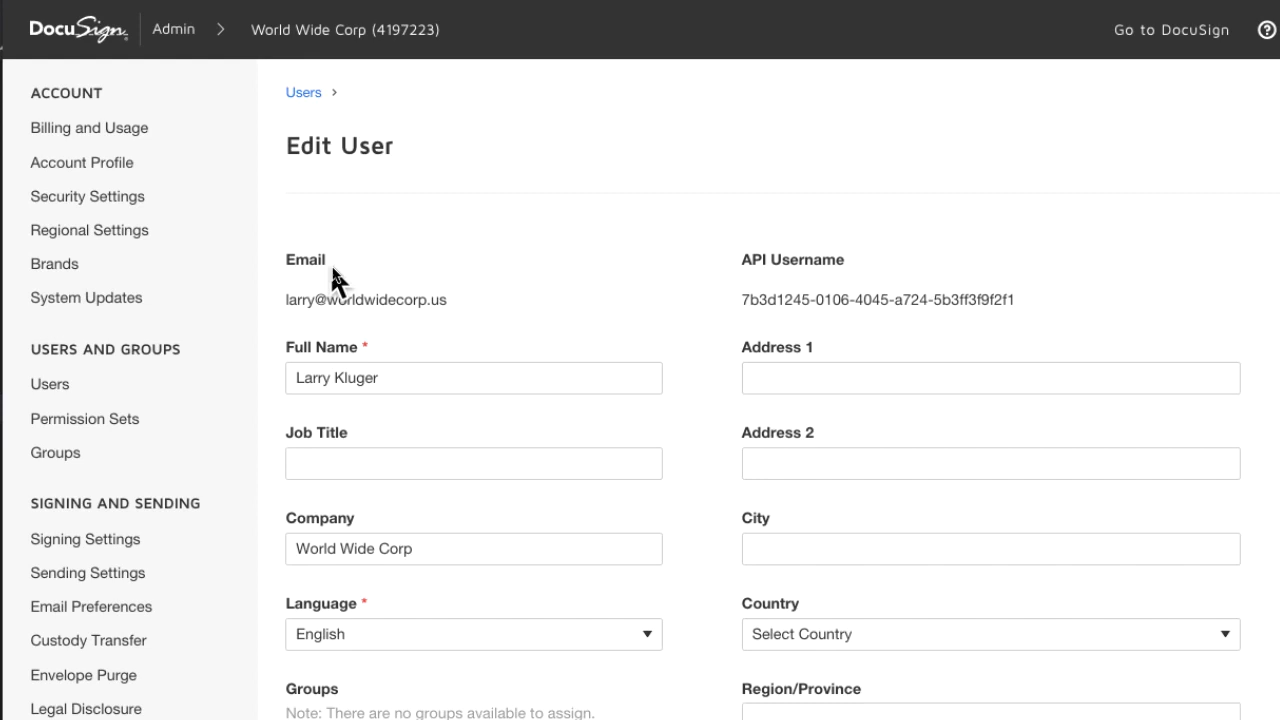 DocuSign Admin > World Wide Corp (4197223) Go to DocuSign ?
ACCOUNT
Billing and Usage
Account Profile
Security Settings
Regional Settings
Brands
System Updates
USERS AND GROUPS
Users
Permission Sets
Groups
SIGNING AND SENDING
Signing Settings
Sending Settings
Email Preferences
Custody Transfer
Envelope Purge
Legal Disclosure
Users >
Edit User
Email
larry@worldwidecorp.us
Full Name *
Larry Kluger
Job Title
Company
World Wide Corp
Language *
English
Groups
Note: There are no groups available to assign.
API Username
7b3d1245-0106-4045-a724-5b3ff3f9f2f1
Address 1
Address 2
City
Country
Select Country
Region/Province